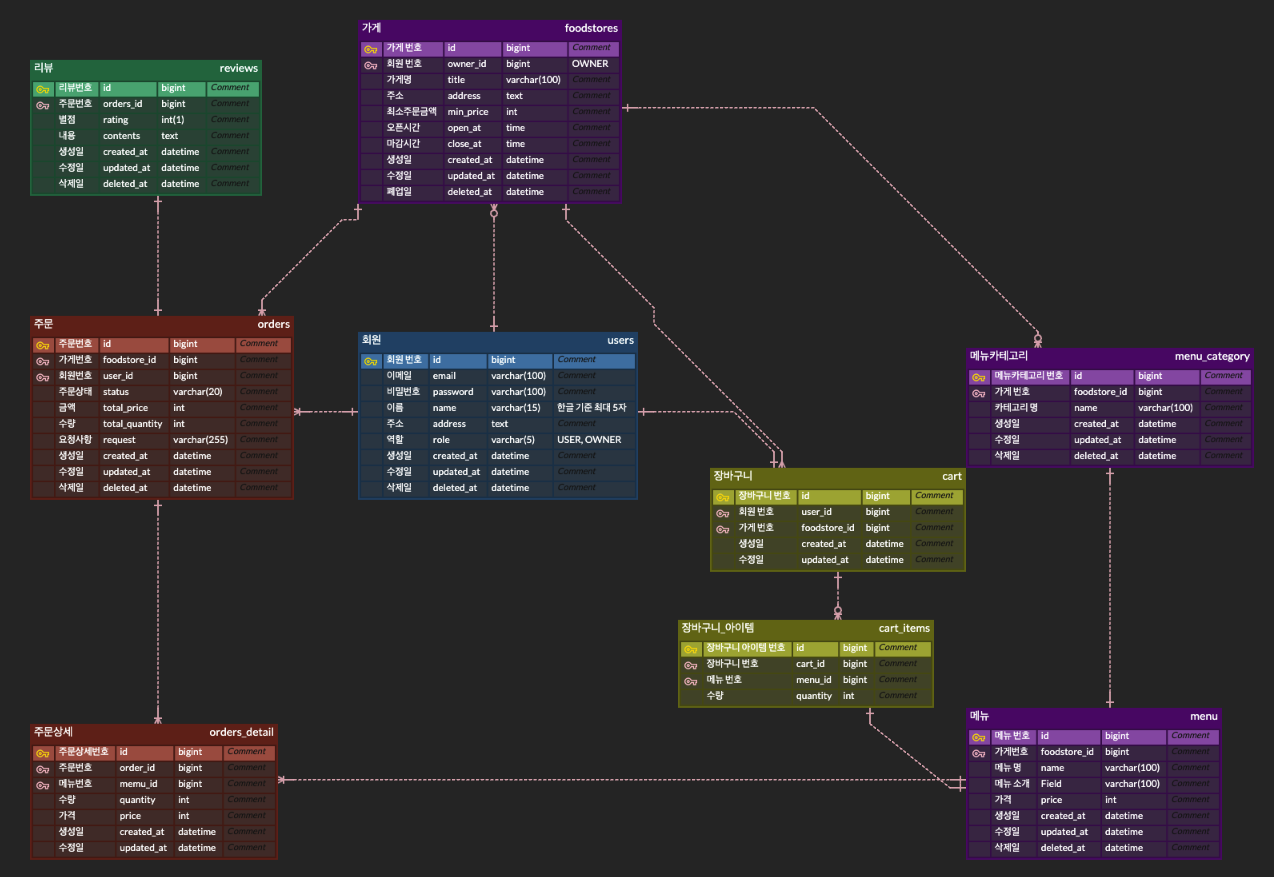 가게 foodstores
가게 번호 id bigint Comment
회원 번호 owner_id bigint OWNER
가게명 title varchar(100) Comment
주소 address text Comment
최소주문금액 min_price int Comment
오픈시간 open_at time Comment
마감시간 close_at time Comment
생성일 created_at datetime Comment
수정일 updated_at datetime Comment
폐업일 deleted_at datetime Comment
리뷰 reviews
리뷰번호 id bigint Comment
주문번호 orders_id bigint Comment
별점 rating int(1) Comment
내용 contents text Comment
생성일 created_at datetime Comment
수정일 updated_at datetime Comment
삭제일 deleted_at datetime Comment
주문 orders
주문번호 id bigint Comment
가게번호 foodstore_id bigint Comment
회원번호 user_id bigint Comment
주문상태 status varchar(20) Comment
금액 total_price int Comment
수량 total_quantity int Comment
요청사항 request varchar(255) Comment
생성일 created_at datetime Comment
수정일 updated_at datetime Comment
삭제일 deleted_at datetime Comment
회원 users
회원 번호 id bigint Comment
이메일 email varchar(100) Comment
비밀번호 password varchar(100) Comment
이름 name varchar(15) 한글 기준 최대 5자
주소 address text Comment
역할 role varchar(5) USER, OWNER
생성일 created_at datetime Comment
수정일 updated_at datetime Comment
삭제일 deleted_at datetime Comment
메뉴카테고리 menu_category
메뉴카테고리 번호 id bigint Comment
가게 번호 foodstore_id bigint Comment
카테고리 명 name varchar(100) Comment
생성일 created_at datetime Comment
수정일 updated_at datetime Comment
삭제일 deleted_at datetime Comment
장바구니 cart
장바구니 번호 id bigint Comment
회원 번호 user_id bigint Comment
가게 번호 foodstore_id bigint Comment
생성일 created_at datetime Comment
수정일 updated_at datetime Comment
장바구니_아이템 cart_items
장바구니 아이템 번호 id bigint Comment
장바구니 번호 cart_id bigint Comment
메뉴 번호 menu_id bigint Comment
수량 quantity int Comment
주문상세 orders_detail
주문상세번호 id bigint Comment
주문번호 order_id bigint Comment
메뉴번호 memu_id bigint Comment
수량 quantity int Comment
가격 price int Comment
생성일 created_at datetime Comment
수정일 updated_at datetime Comment
메뉴 menu
메뉴 번호 id bigint Comment
가게번호 foodstore_id bigint Comment
메뉴 명 name varchar(100) Comment
메뉴 소개 Field varchar(100) Comment
가격 price int Comment
생성일 created_at datetime Comment
수정일 updated_at datetime Comment
삭제일 deleted_at datetime Comment